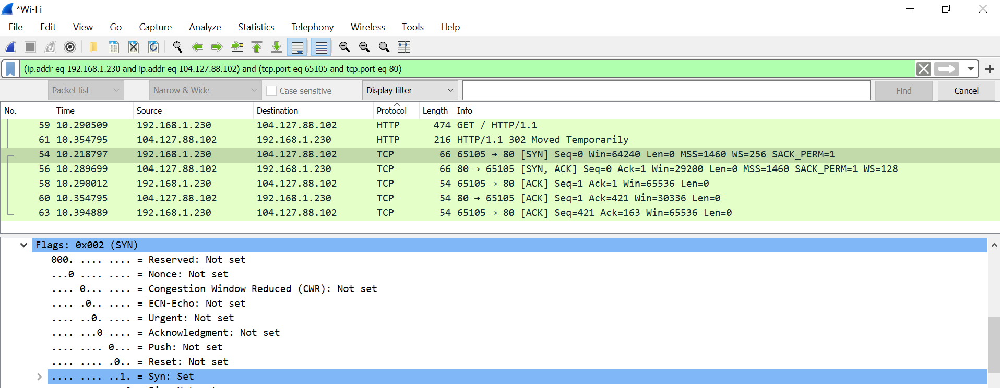 *Wi-Fi
File Edit View Go Capture Analyze Statistics Telephony Wireless Tools Help
(ip.addr eq 192.168.1.230 and ip.addr eq 104.127.88.102) and (tcp.port eq 65105 and tcp.port eq 80)
Packet list Narrow & Wide Case sensitive Display filter Find Cancel
No. Time Source Destination Protocol Length Info
59 10.290509 192.168.1.230 104.127.88.102 HTTP 474 GET / HTTP/1.1
61 10.354795 104.127.88.102 192.168.1.230 HTTP 216 HTTP/1.1 302 Moved Temporarily
54 10.218797 192.168.1.230 104.127.88.102 TCP 66 65105 → 80 [SYN] Seq=0 Win=64240 Len=0 MSS=1460 WS=256 SACK_PERM=1
56 10.289699 104.127.88.102 192.168.1.230 TCP 66 80 → 65105 [SYN, ACK] Seq=0 Ack=1 Win=29200 Len=0 MSS=1460 SACK_PERM=1 WS=128
58 10.290012 192.168.1.230 104.127.88.102 TCP 54 65105 → 80 [ACK] Seq=1 Ack=1 Win=65536 Len=0
60 10.354795 104.127.88.102 192.168.1.230 TCP 54 80 → 65105 [ACK] Seq=1 Ack=421 Win=30336 Len=0
63 10.394889 192.168.1.230 104.127.88.102 TCP 54 65105 → 80 [ACK] Seq=421 Ack=163 Win=65536 Len=0
Flags: 0x002 (SYN)
000. .... .... = Reserved: Not set
...0 .... .... = Nonce: Not set
.... 0... .... = Congestion Window Reduced (CWR): Not set
.... .0.. .... = ECN-Echo: Not set
.... ..0. .... = Urgent: Not set
.... ...0 .... = Acknowledgment: Not set
.... .... 0... = Push: Not set
.... .... .0.. = Reset: Not set
.... .... ..1. = Syn: Set